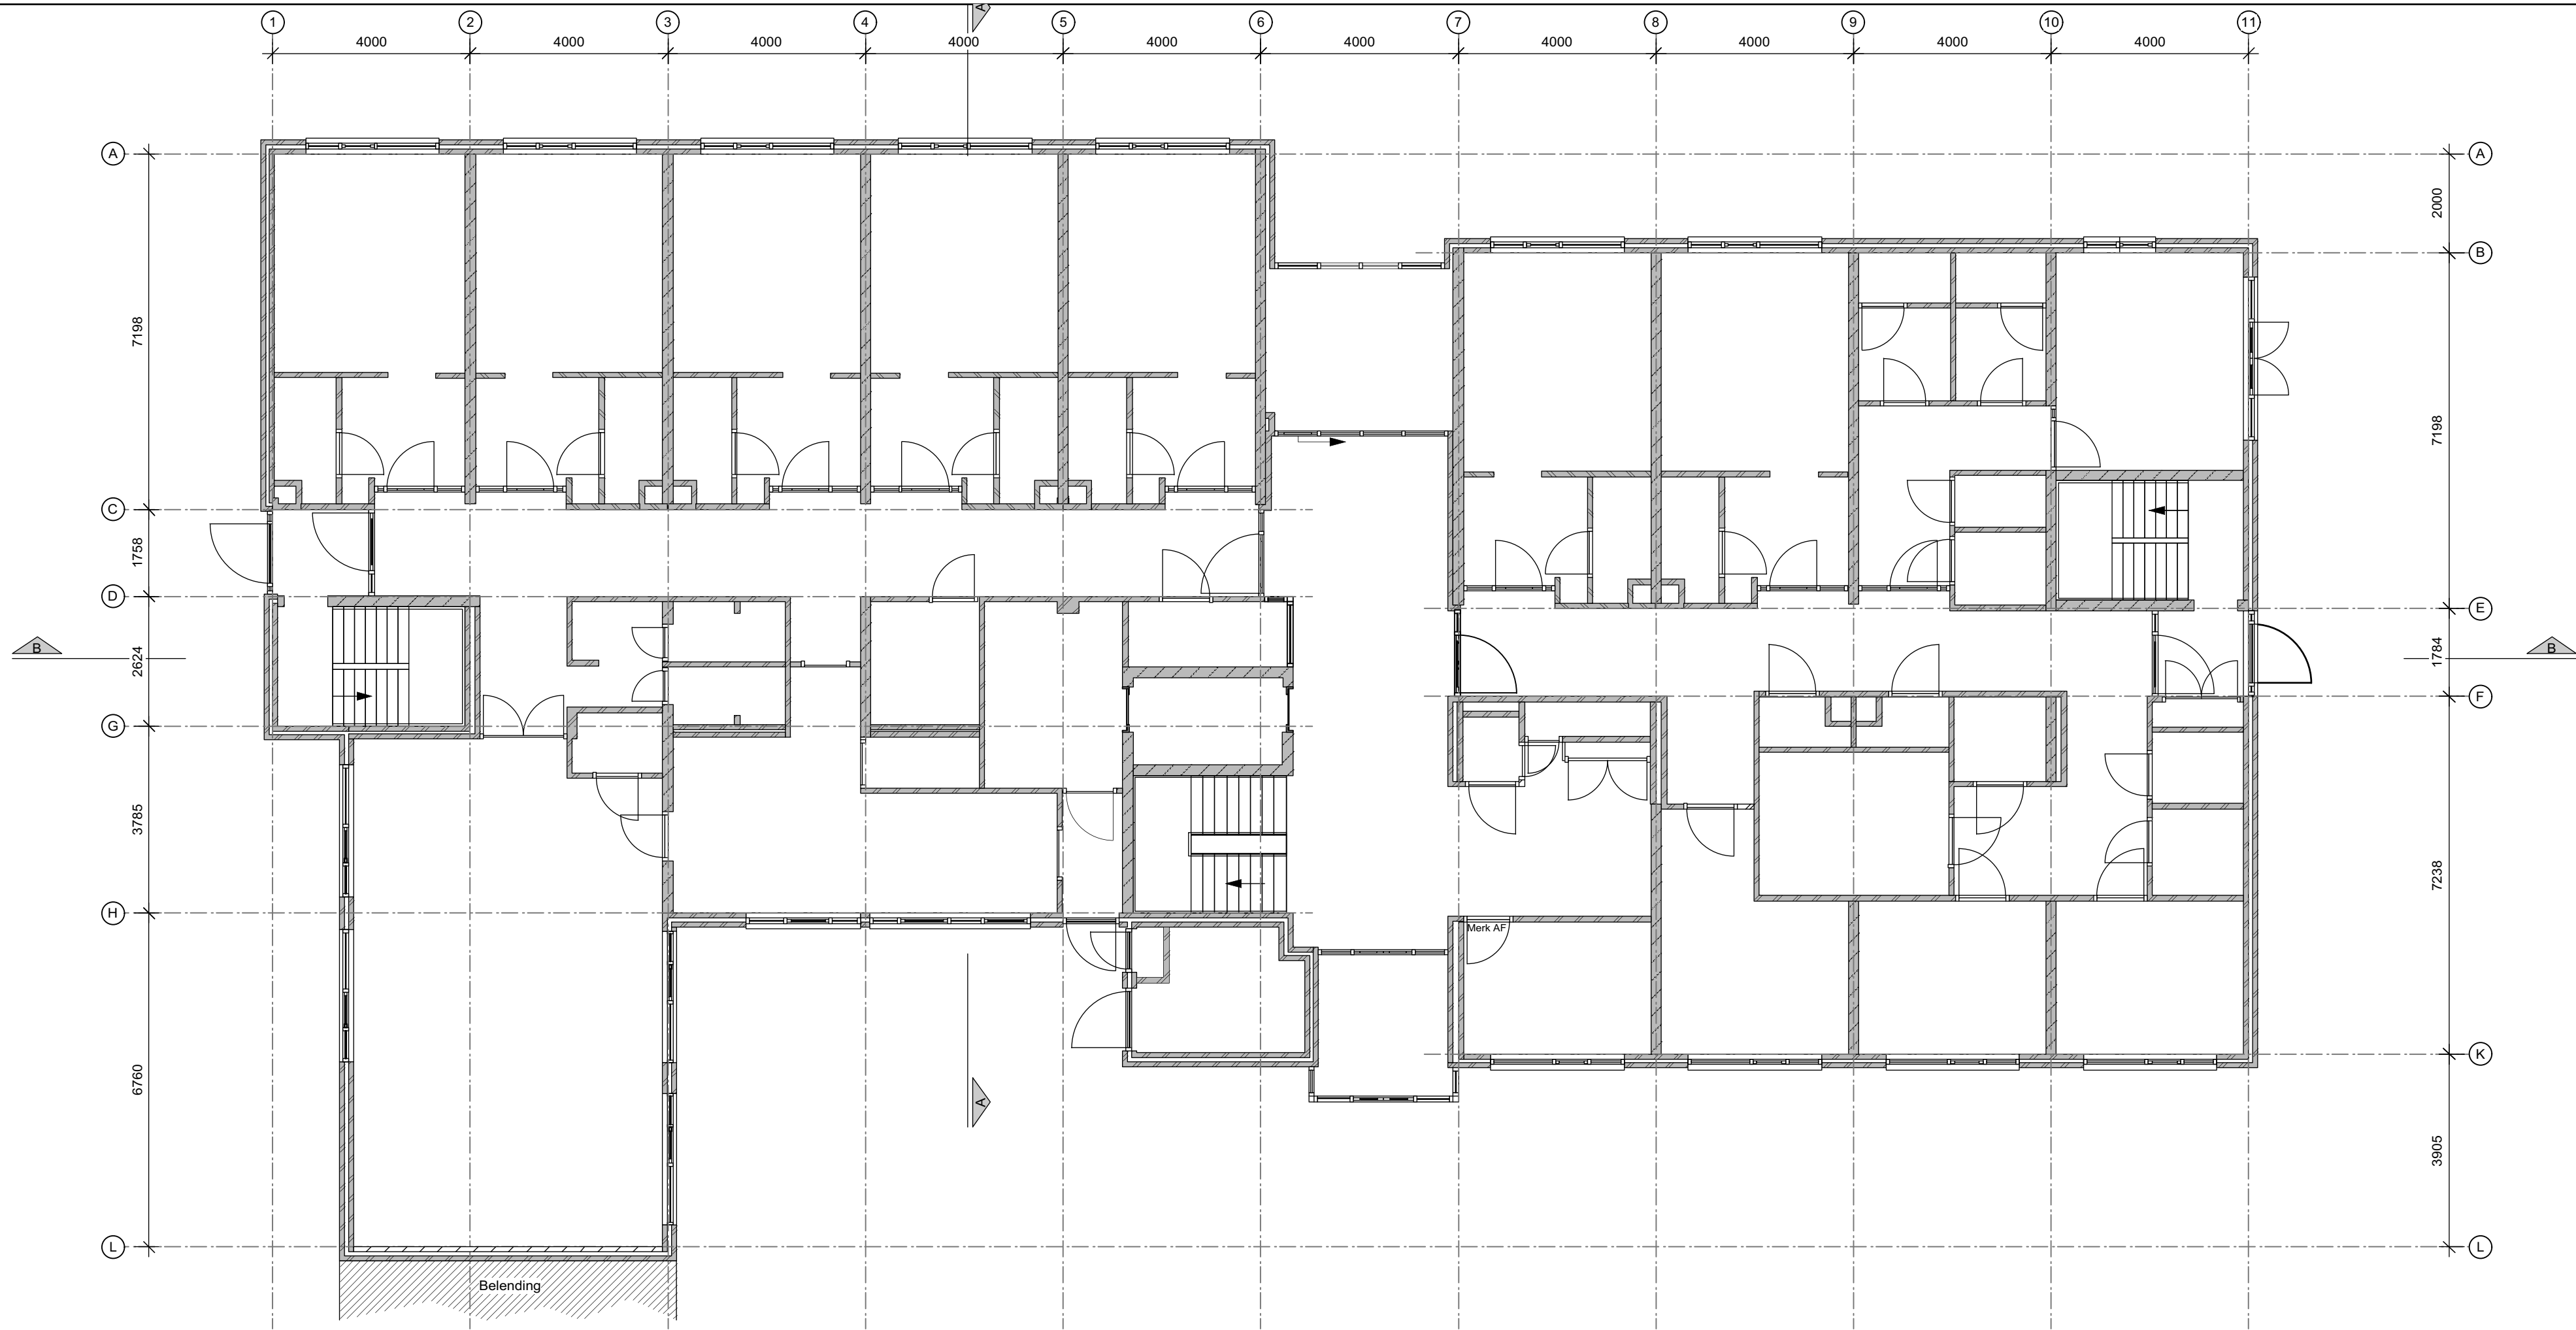 1 2 3 4 5 6 7 8 9 10 11
A
4000 4000 4000 4000 4000 4000 4000 4000 4000 4000
A A
2000
B
7198 7198
C
1758
D
E
B 2624 1784 B
F
G
3785
7238
H
Merk AF
K
6760
A
3905
L L
Belending